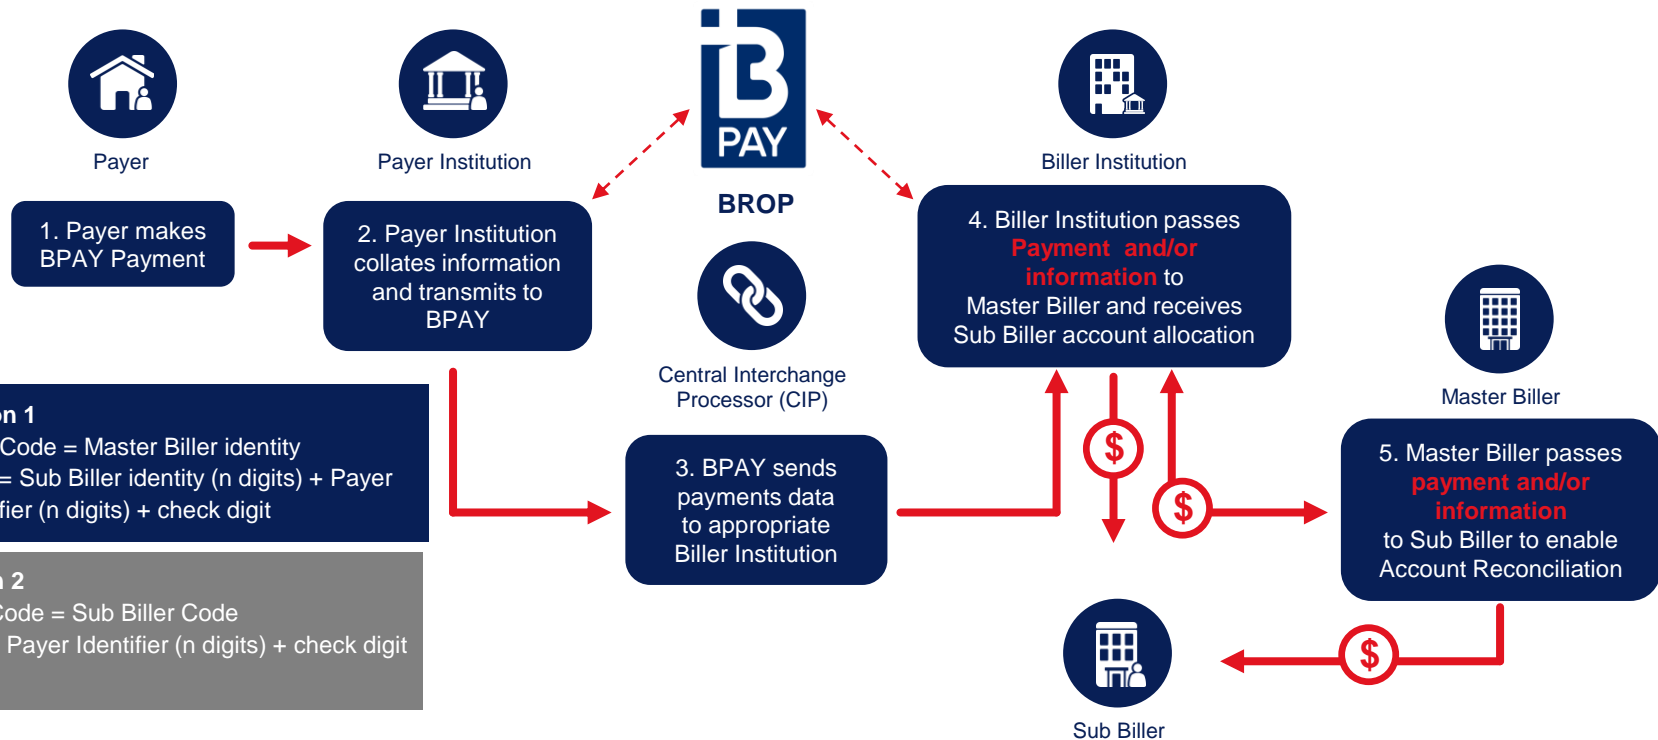 B
PAY
Payer
Payer Institution
BROP
Biller Institution
1. Payer makes
BPAY Payment
2. Payer Institution
collates information
and transmits to
BPAY
4. Biller Institution passes
Payment and/or
information to
Master Biller and receives
Sub Biller account allocation
Central Interchange
Processor (CIP)
Master Biller
on 1
Code = Master Biller identity
= Sub Biller identity (n digits) + Payer
fier (n digits) + check digit
3. BPAY sends
payments data
to appropriate
Biller Institution
$
$
5. Master Biller passes
payment and/or
information
to Sub Biller to enable
Account Reconciliation
n 2
Code = Sub Biller Code
Payer Identifier (n digits) + check digit
$
Sub Biller